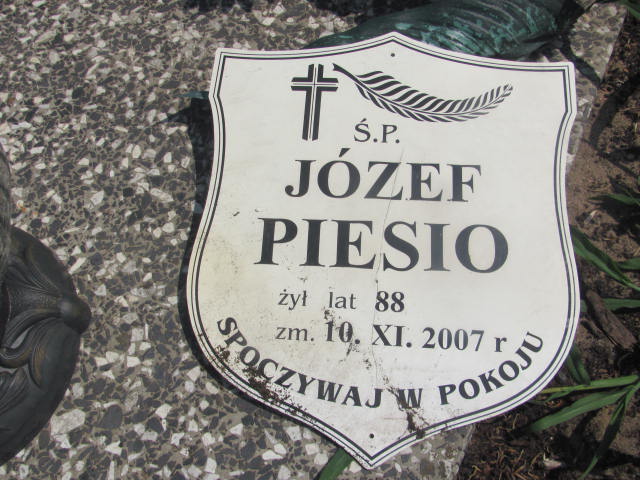 Ś.P.
JÓZEF
PIESIO
żył lat 88
zm. 10. XI. 2007 r
SPOCZYWAJ W POKOJU